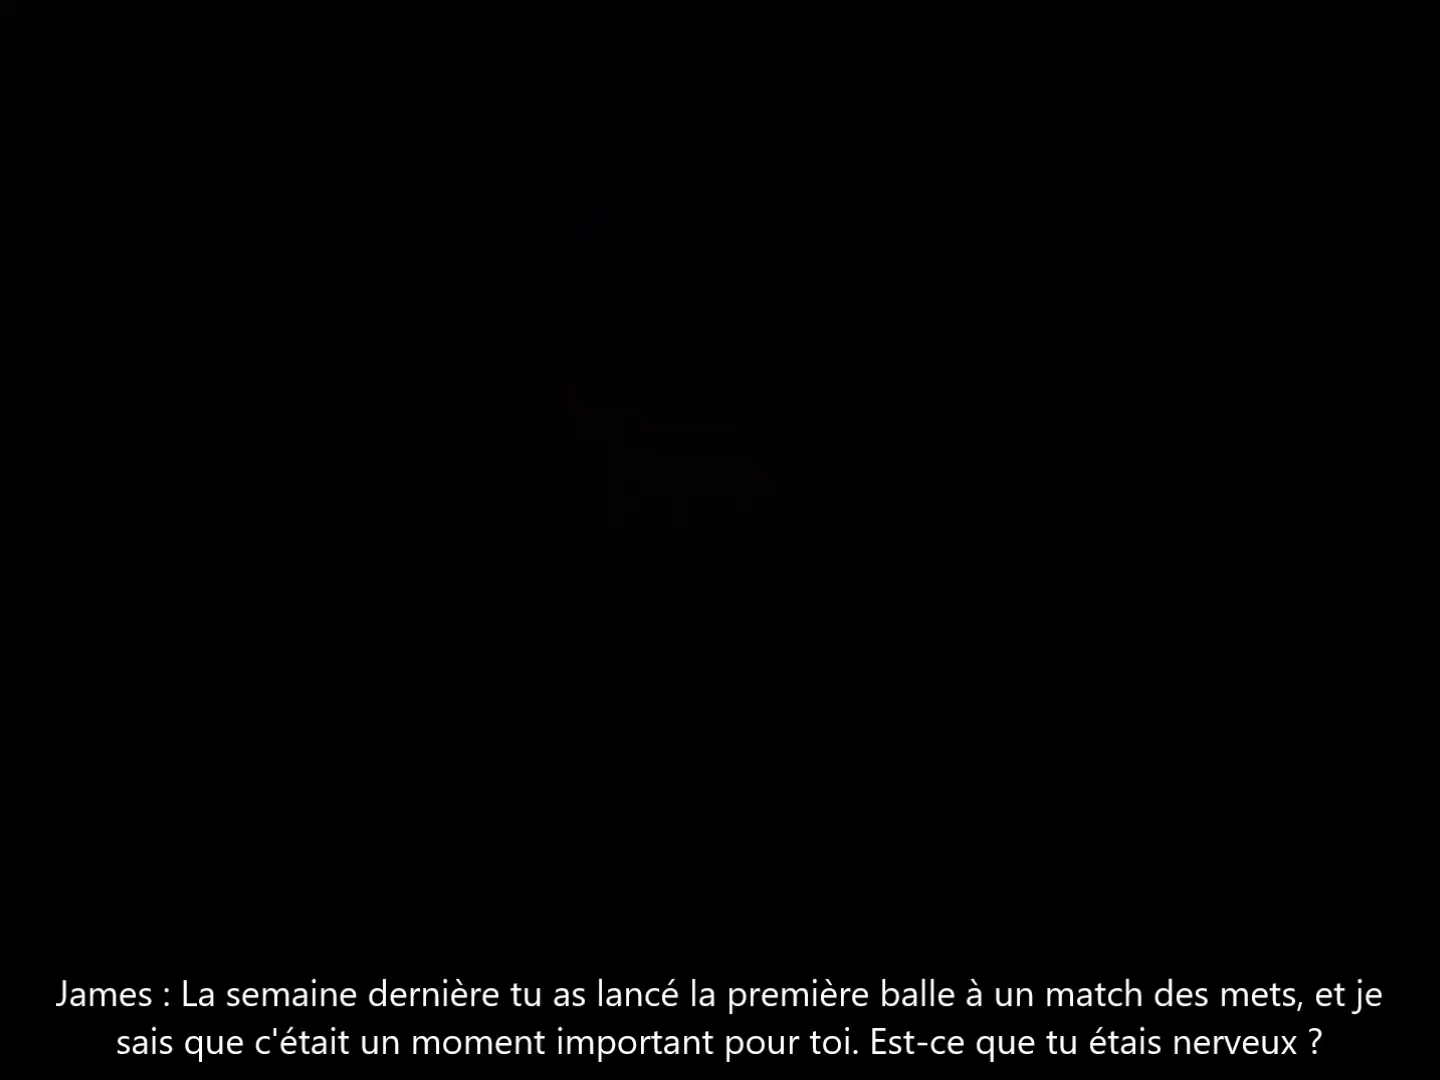 James : La semaine dernière tu as lancé la première balle à un match des mets, et je
sais que c'était un moment important pour toi. Est-ce que tu étais nerveux ?